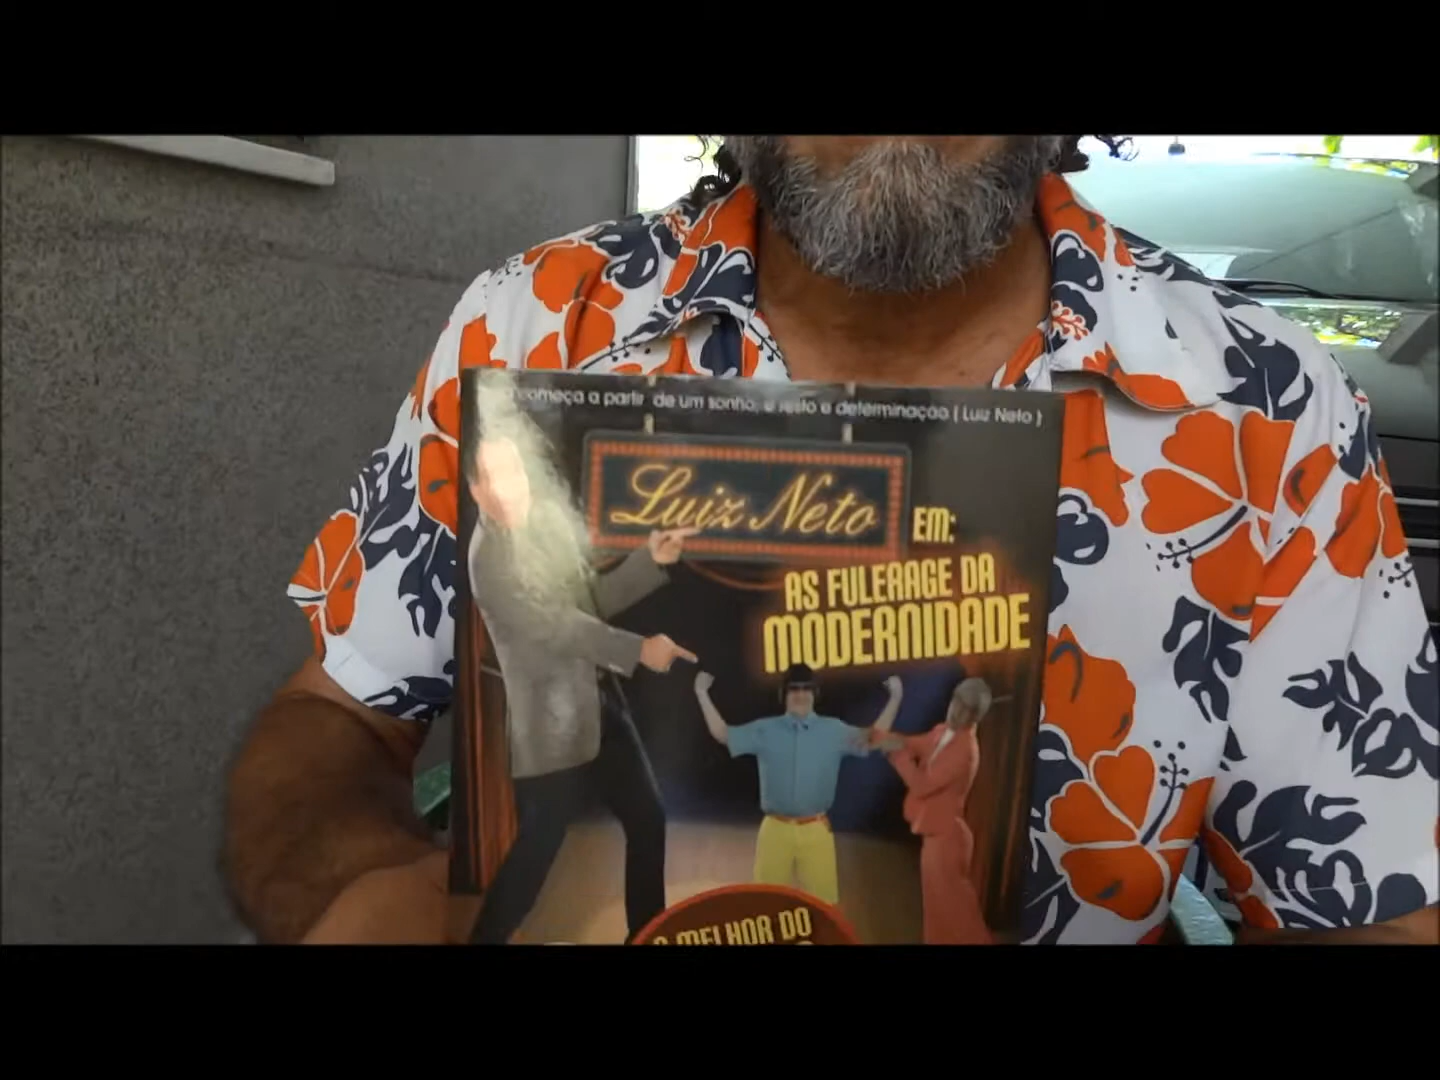 começa a partir de um sonho, o resto e determinação ( Luiz Neto )
Luiz Neto
EM:
AS FULERAGE DA
MODERNIDADE
O MELHOR DO